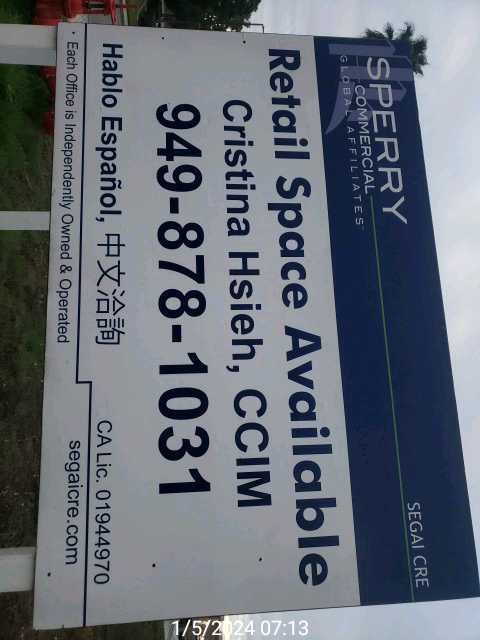 SPERRY
COMMERCIAL
GLOBAL AFFILIATES
SEGAI CRE
Retail Space Available
Cristina Hsieh, CCIM
949-878-1031
Hablo Español, 中文洽詢
CA Lic. 01944970
* Each Office is Independently Owned & Operated
segaicre.com
1/5/2024 07:13